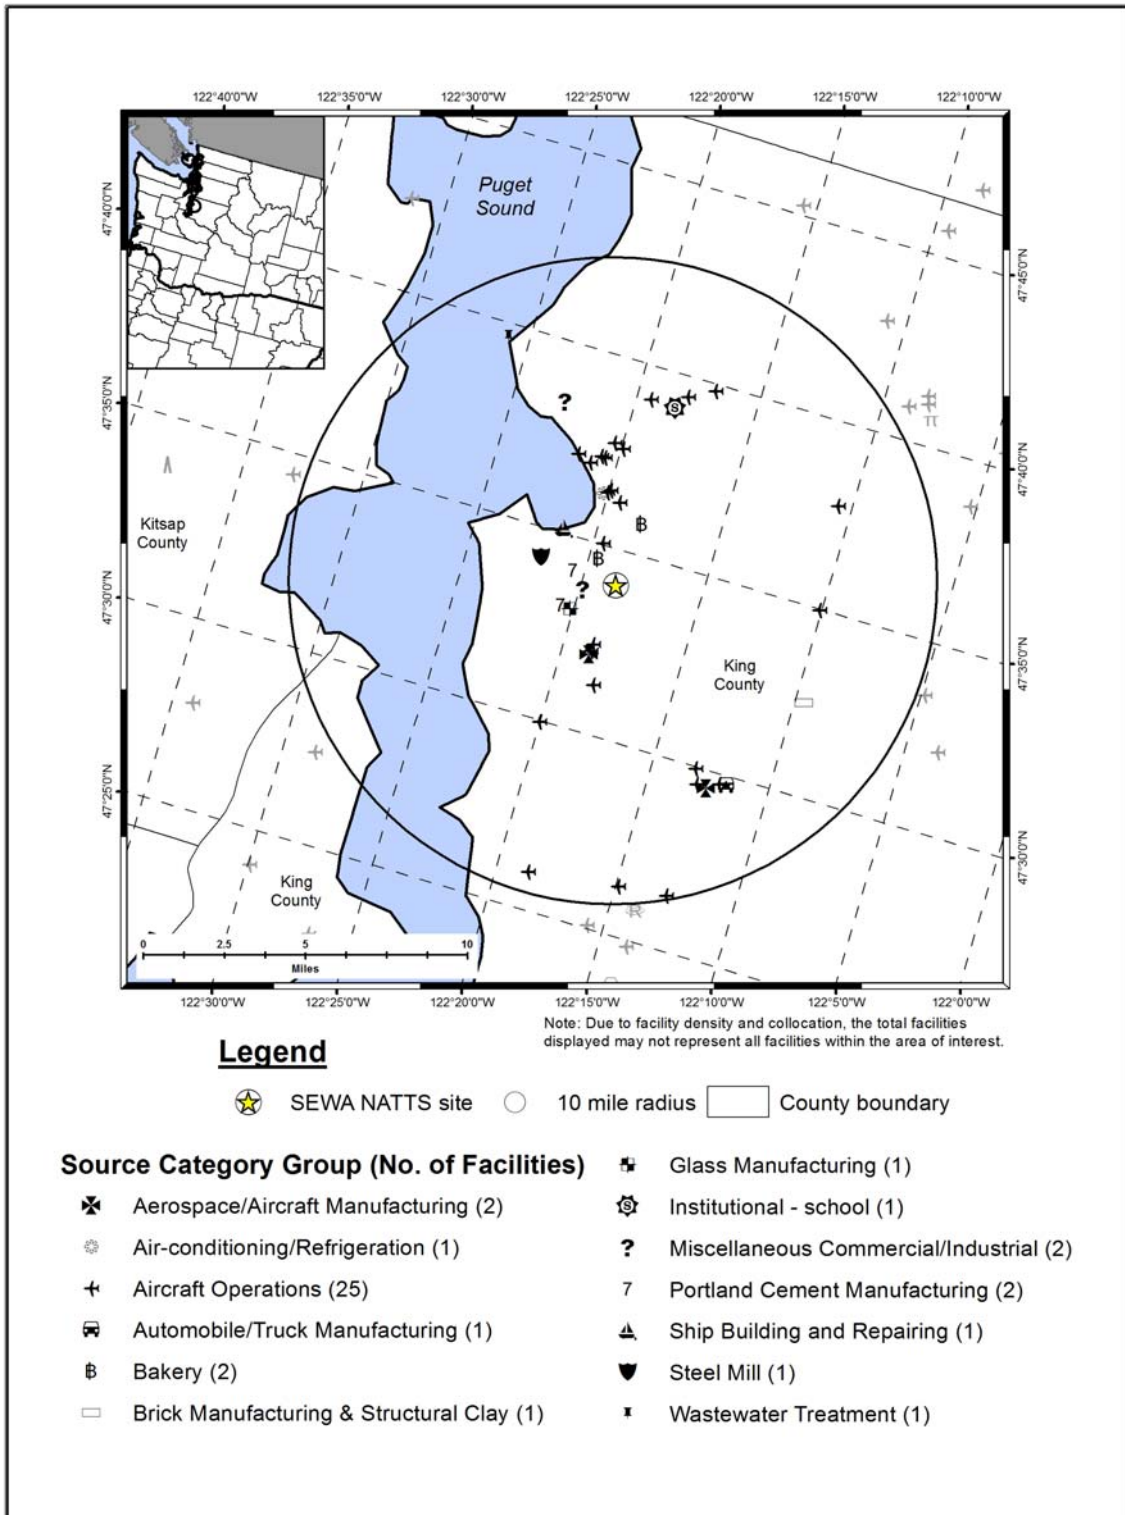 122°40'0"W 122°35'0"W 122°30'0"W 122°25'0"W 122°20'0"W 122°15'0"W 122°10'0"W
Puget
Sound
47°40'0"N
47°45'0"N
47°35'0"N
47°40'0"N
Kitsap
County
47°30'0"N
47°35'0"N
King
County
47°25'0"N
47°30'0"N
King
County
0 2.5 5 10
Miles
122°30'0"W 122°25'0"W 122°20'0"W 122°15'0"W 122°10'0"W 122°5'0"W 122°0'0"W
Note: Due to facility density and collocation, the total facilities
displayed may not represent all facilities within the area of interest.
Legend
SEWA NATTS site 10 mile radius County boundary
Source Category Group (No. of Facilities)
Aerospace/Aircraft Manufacturing (2)
Air-conditioning/Refrigeration (1)
Aircraft Operations (25)
Automobile/Truck Manufacturing (1)
Bakery (2)
Brick Manufacturing & Structural Clay (1)
Glass Manufacturing (1)
Institutional - school (1)
? Miscellaneous Commercial/Industrial (2)
7 Portland Cement Manufacturing (2)
Ship Building and Repairing (1)
Steel Mill (1)
Wastewater Treatment (1)